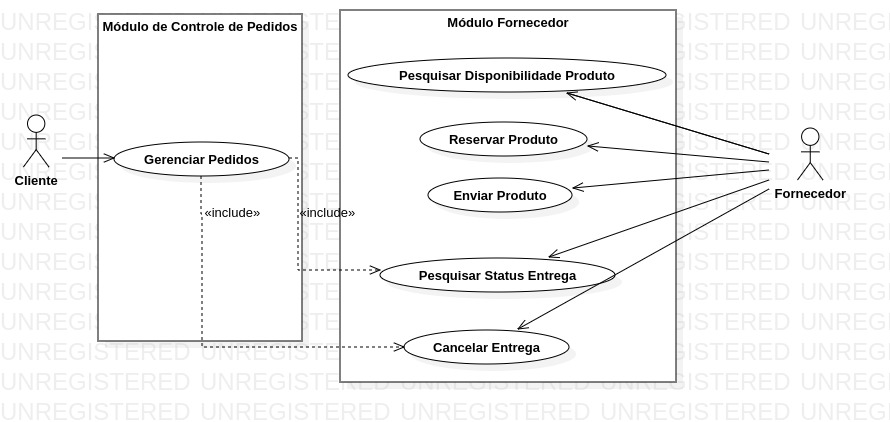 Módulo de Controle de Pedidos
Módulo Fornecedor
Pesquisar Disponibilidade Produto
Reservar Produto
Gerenciar Pedidos
Cliente
Enviar Produto
Fornecedor
«include»
«include»
Pesquisar Status Entrega
Cancelar Entrega
UNREGISTERED